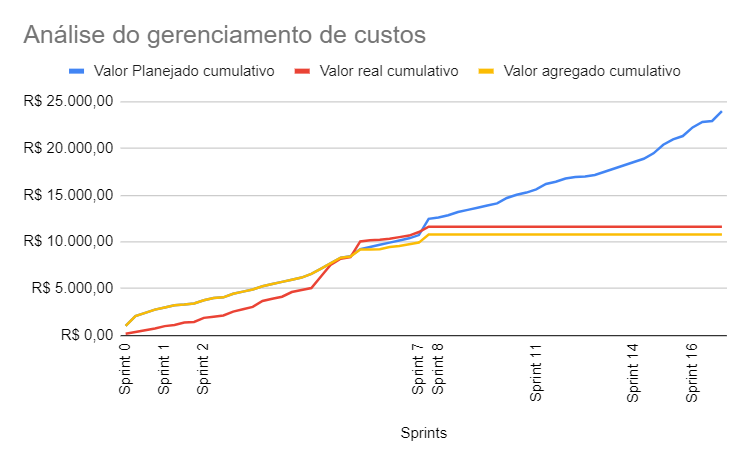 Análise do gerenciamento de custos
Valor Planejado cumulativo Valor real cumulativo Valor agregado cumulativo
R$ 25.000,00
R$ 20.000,00
R$ 15.000,00
R$ 10.000,00
R$ 5.000,00
R$ 0,00
Sprint 0
Sprint 1
Sprint 2
Sprint 7
Sprint 8
Sprint 11
Sprint 14
Sprint 16
Sprints